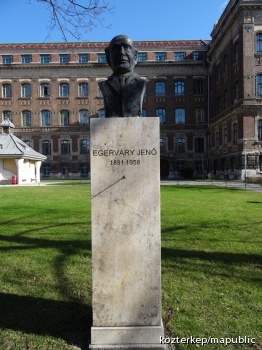 EGERVÁRY JENŐ
1891-1958
kozterkep/mapublic